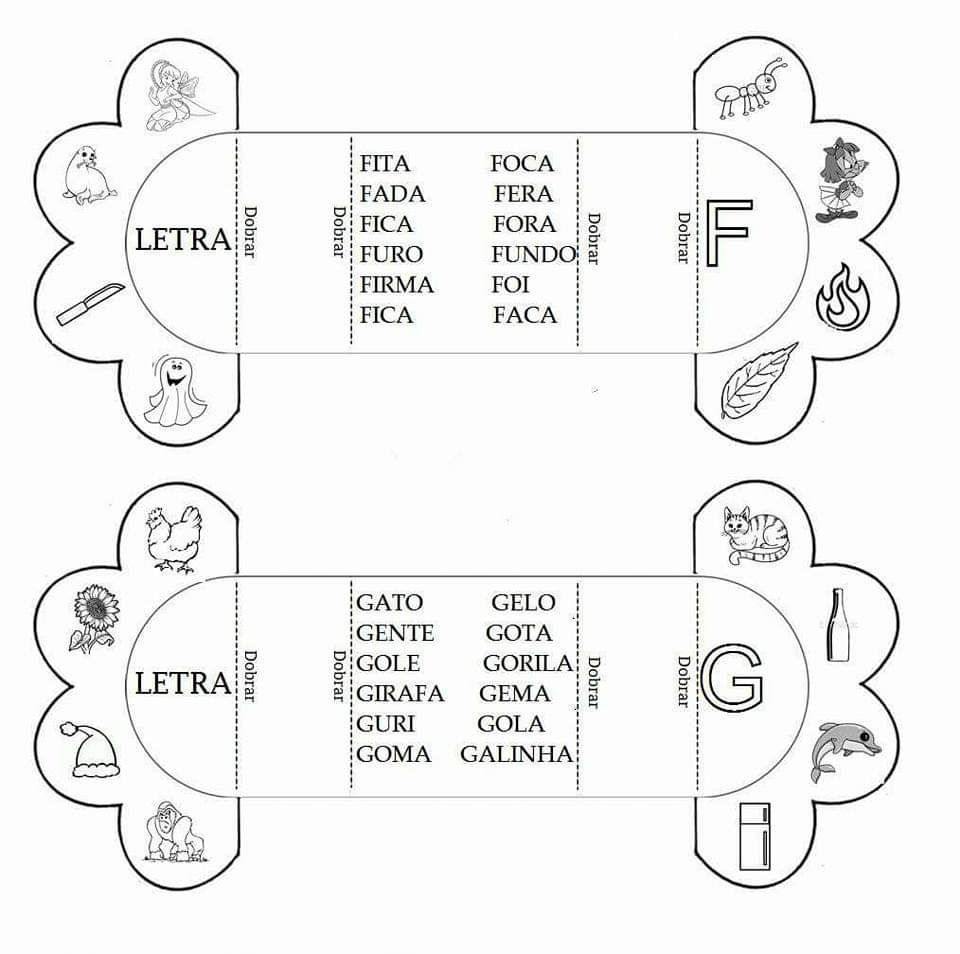 LETRA
Dobrar
Dobrar
FITA FOCA
FADA FERA
FICA FORA
FURO FUNDO
FIRMA FOI
FICA FACA
Dobrar
Dobrar
F
LETRA
Dobrar
Dobrar
GATO GELO
GENTE GOTA
GOLE GORILA
GIRAFA GEMA
GURI GOLA
GOMA GALINHA
Dobrar
Dobrar
G